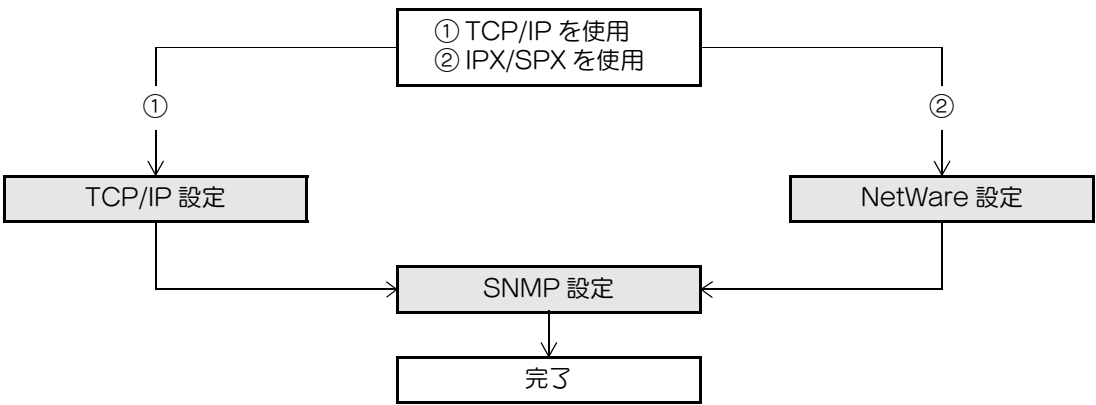 ① TCP/IP を使用
② IPX/SPX を使用
①
②
TCP/IP 設定
NetWare 設定
SNMP 設定
完了